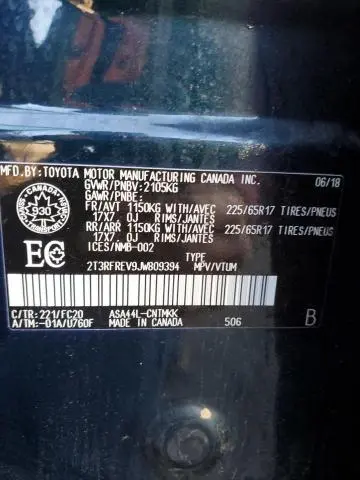 MFD.BY:TOYOTA MOTOR MANUFACTURING CANADA INC. 06/18
GVWR/PNBV:2105KG
GAWR/PNBE:
FR/AVT 1150KG WITH/AVEC 225/65R17 TIRES/PNEUS
17X7. 0J RIMS/JANTES
RR/ARR 1150KG WITH/AVEC 225/65R17 TIRES/PNEUS
17X7. 0J RIMS/JANTES
ICES/NMB-002
CANADA
930
EC
2T3RFREV9JW809394 TYPE MPV/VTUM
C/TR:221/FC20 ASA44L-CNTMKK
A/TM:-01A/U760F MADE IN CANADA 506 B